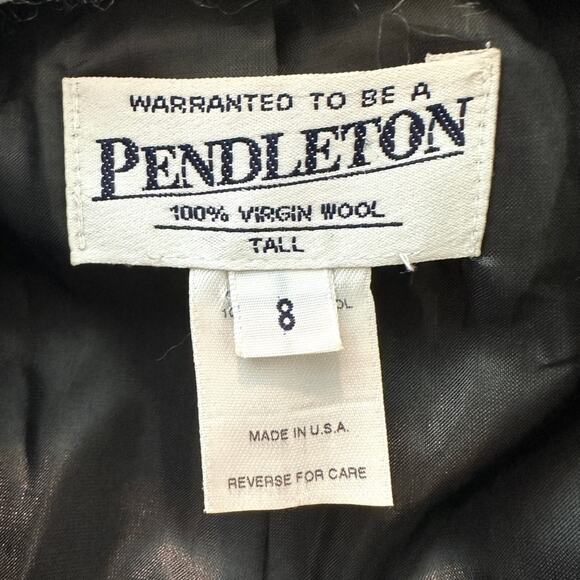 WARRANTED TO BE A
PENDLETON
100% VIRGIN WOOL
TALL
8
MADE IN U.S.A.
REVERSE FOR CARE